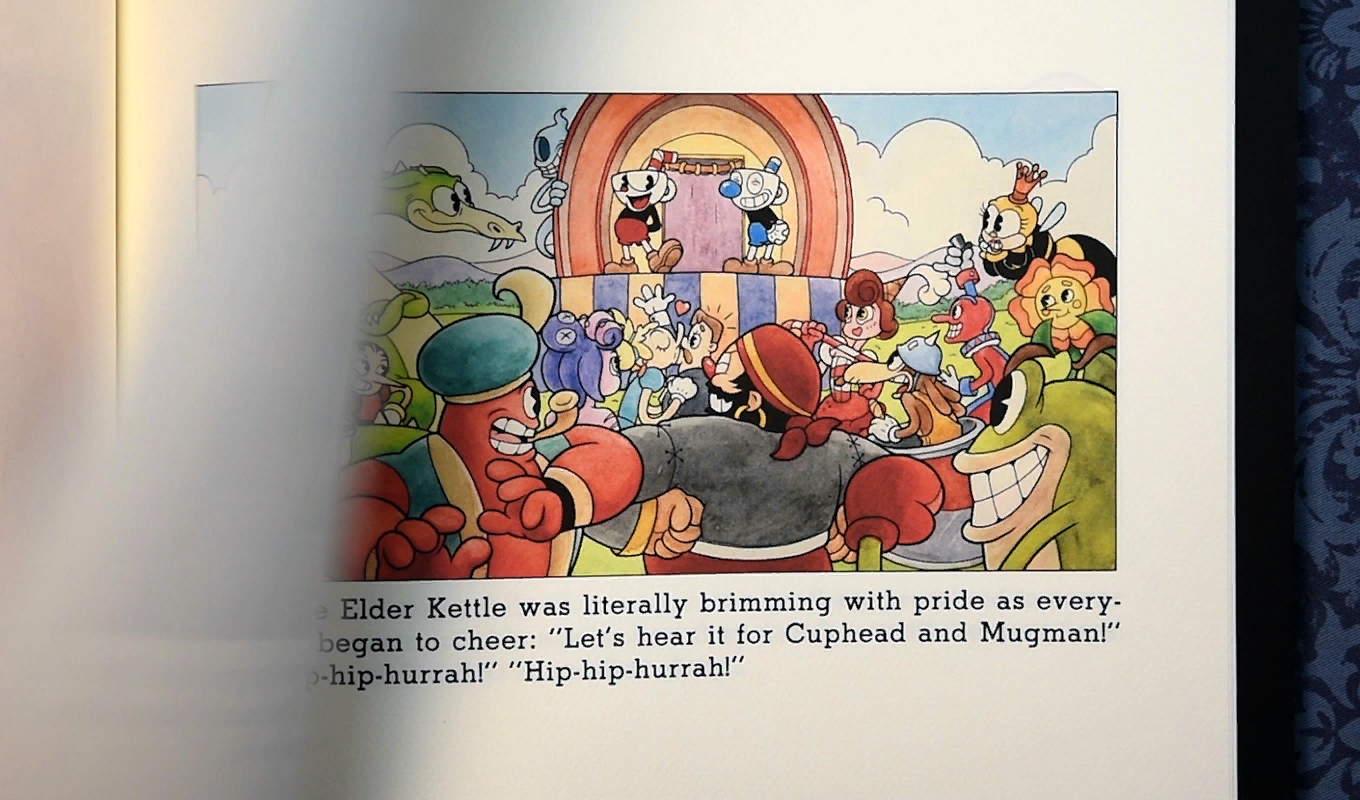 Elder Kettle was literally brimming with pride as every-
began to cheer: "Let's hear it for Cuphead and Mugman!"
-hip-hurrah!" "Hip-hip-hurrah!"